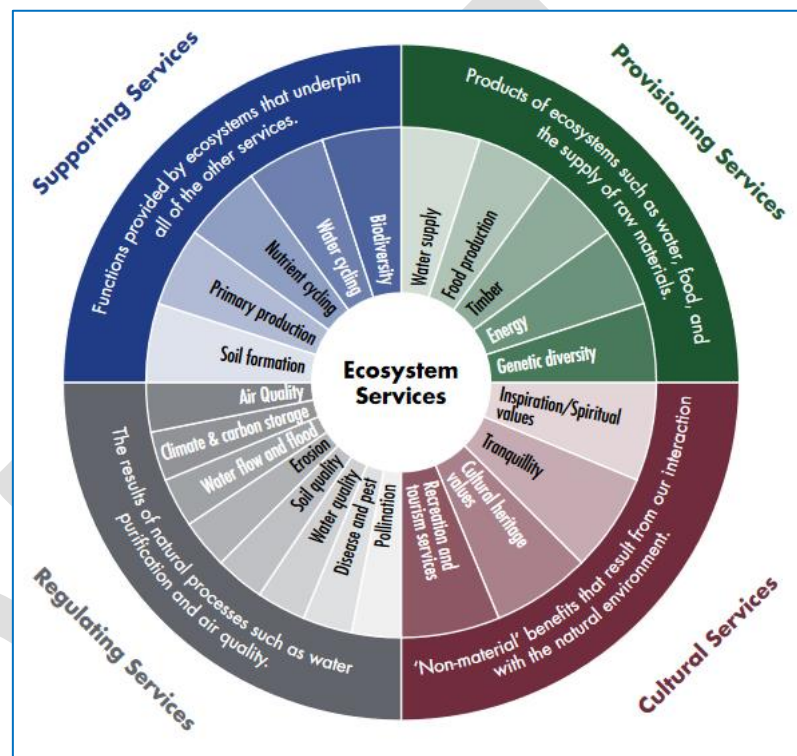 Supporting Services
Functions provided by ecosystems that underpin
all of the other services.
Soil formation
Primary production
Nutrient cycling
Water cycling
Biodiversity
Provisioning Services
Products of ecosystems such as water, food, and
the supply of raw materials.
Water supply
Food production
Timber
Energy
Genetic diversity
Ecosystem
Services
Regulating Services
The results of natural processes such as water
purification and air quality.
Air Quality
Climate & carbon storage
Water flow and flood
Erosion
Soil quality
Water quality
Disease and pest
Pollination
Cultural Services
'Non-material' benefits that result from our interaction
with the natural environment.
Inspiration/Spiritual
values
Tranquillity
Cultural heritage
values
Recreation and
tourism services